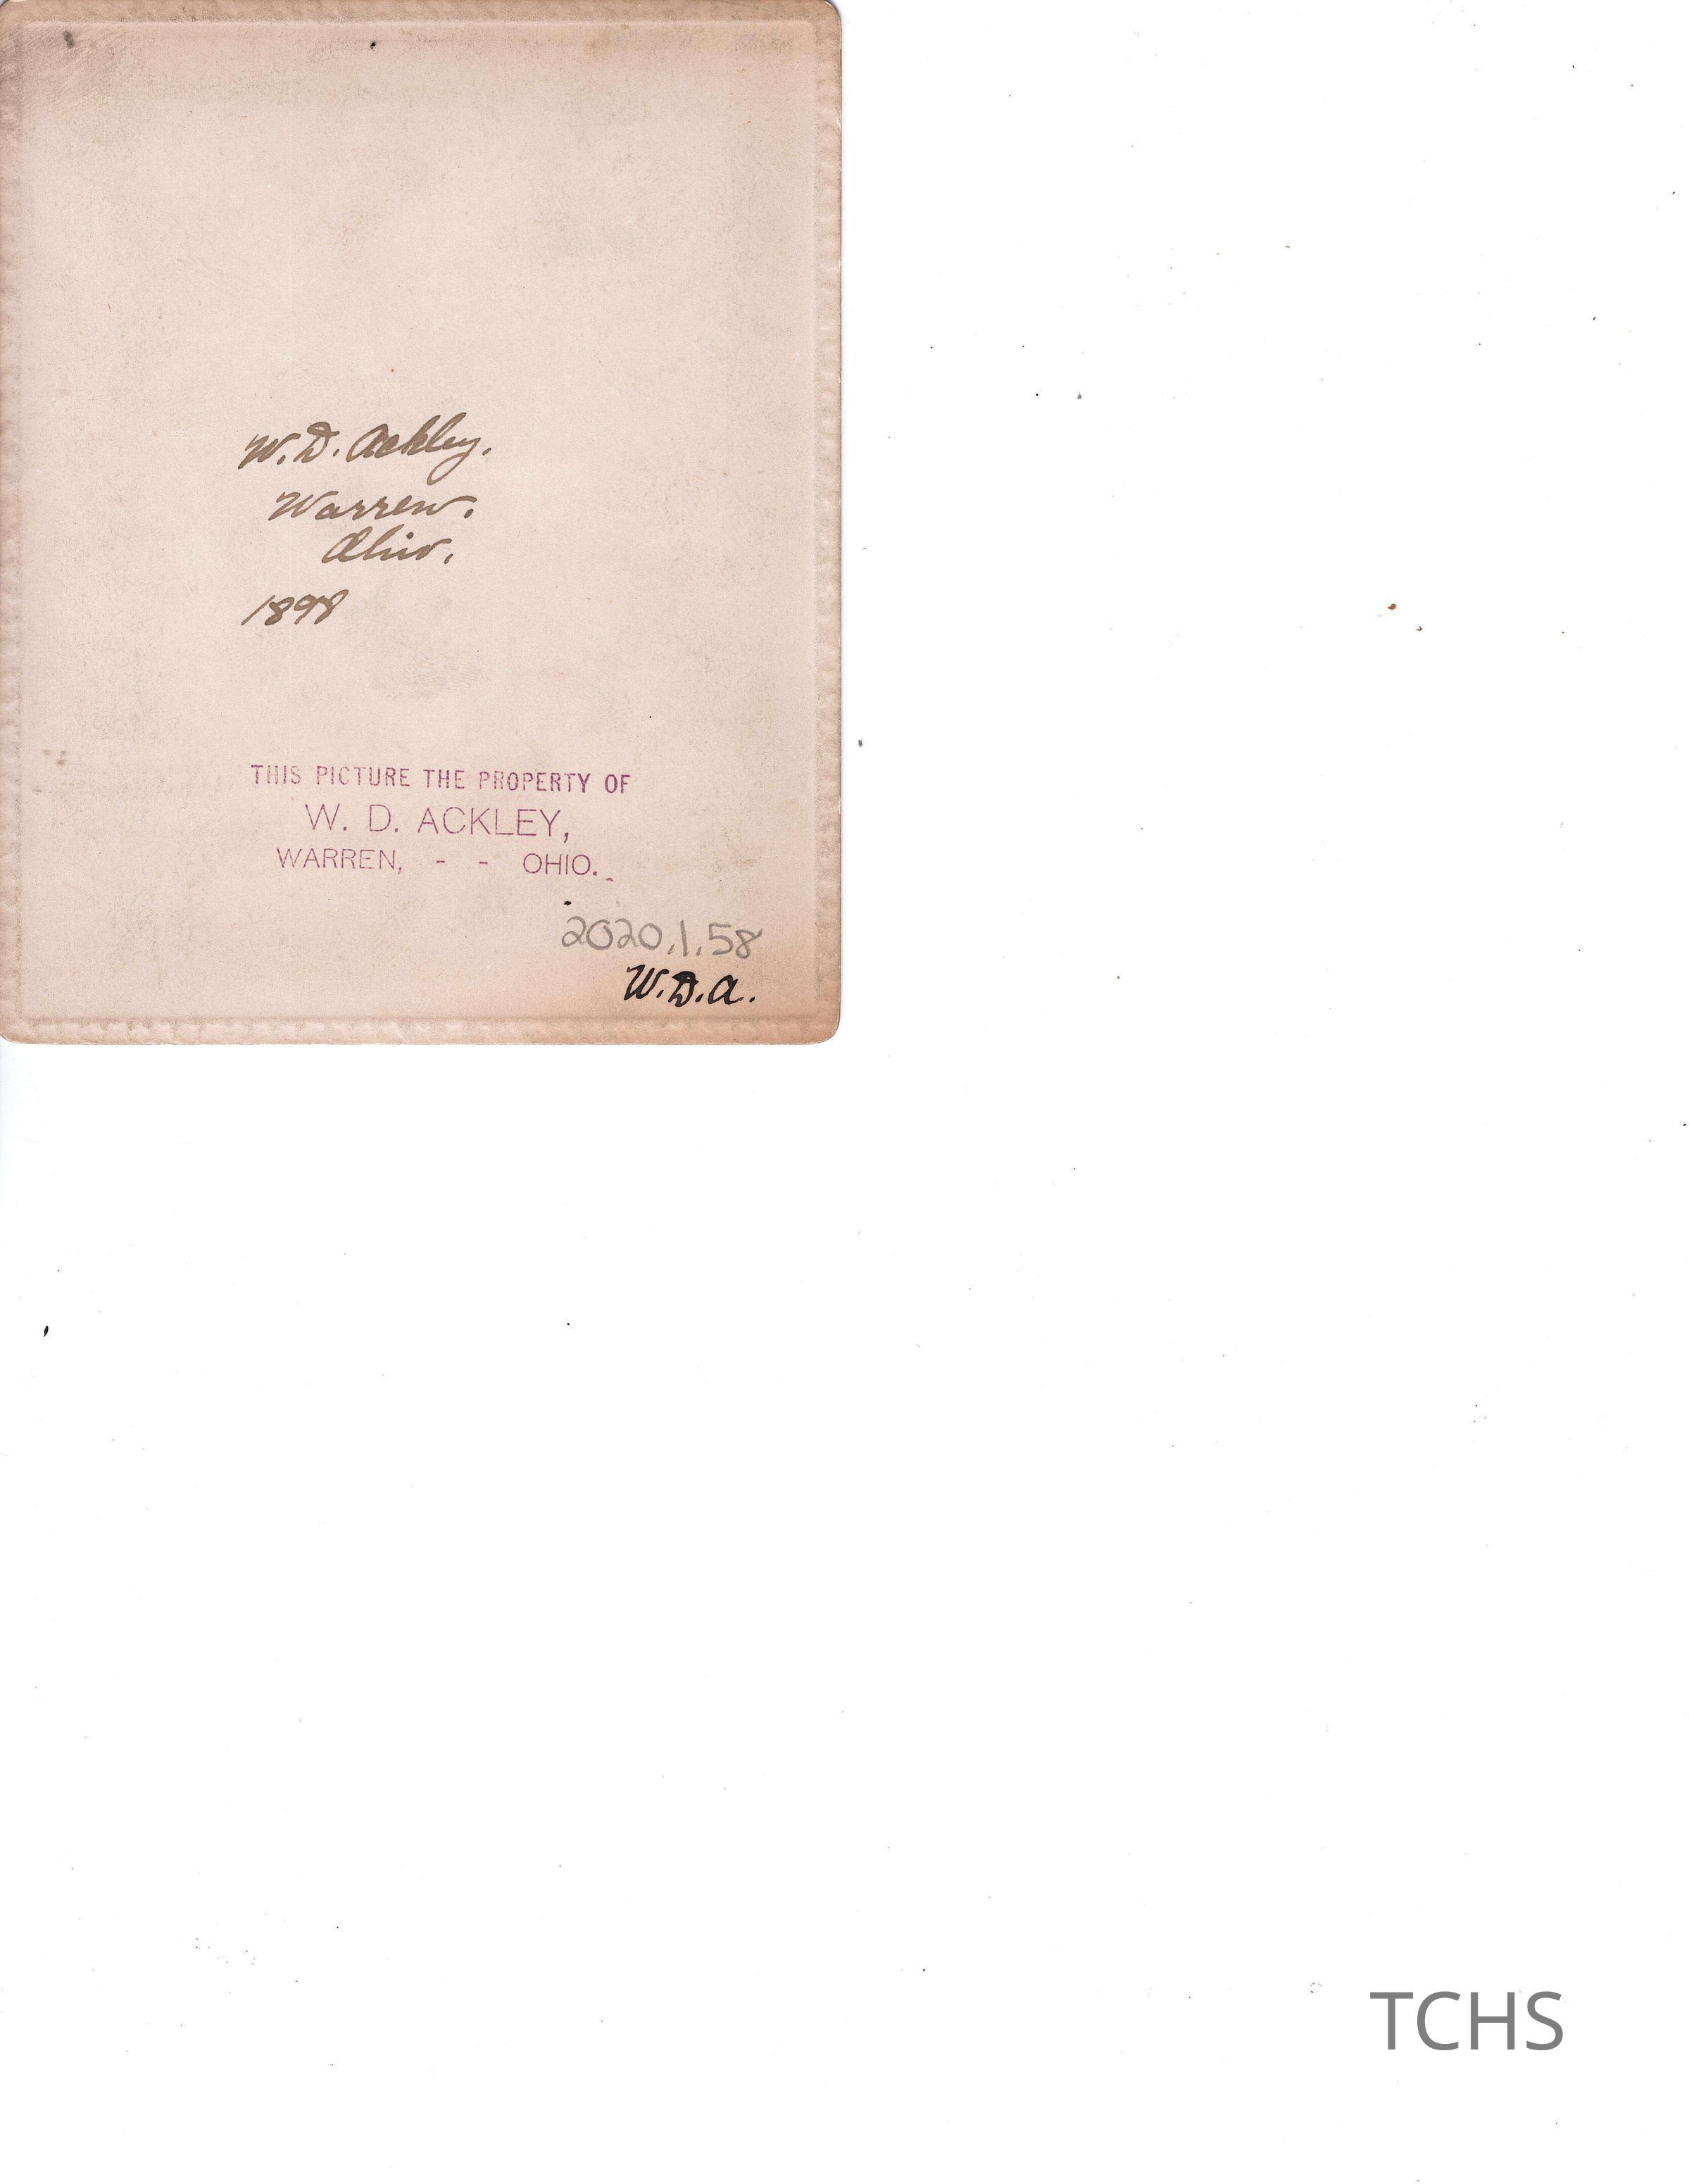 W. D. Ackley.
Warren.
Ohio.
1898
THIS PICTURE THE PROPERTY OF
W. D. ACKLEY,
WARREN, - - OHIO.
2020.1.58
W.D.A.
TCHS